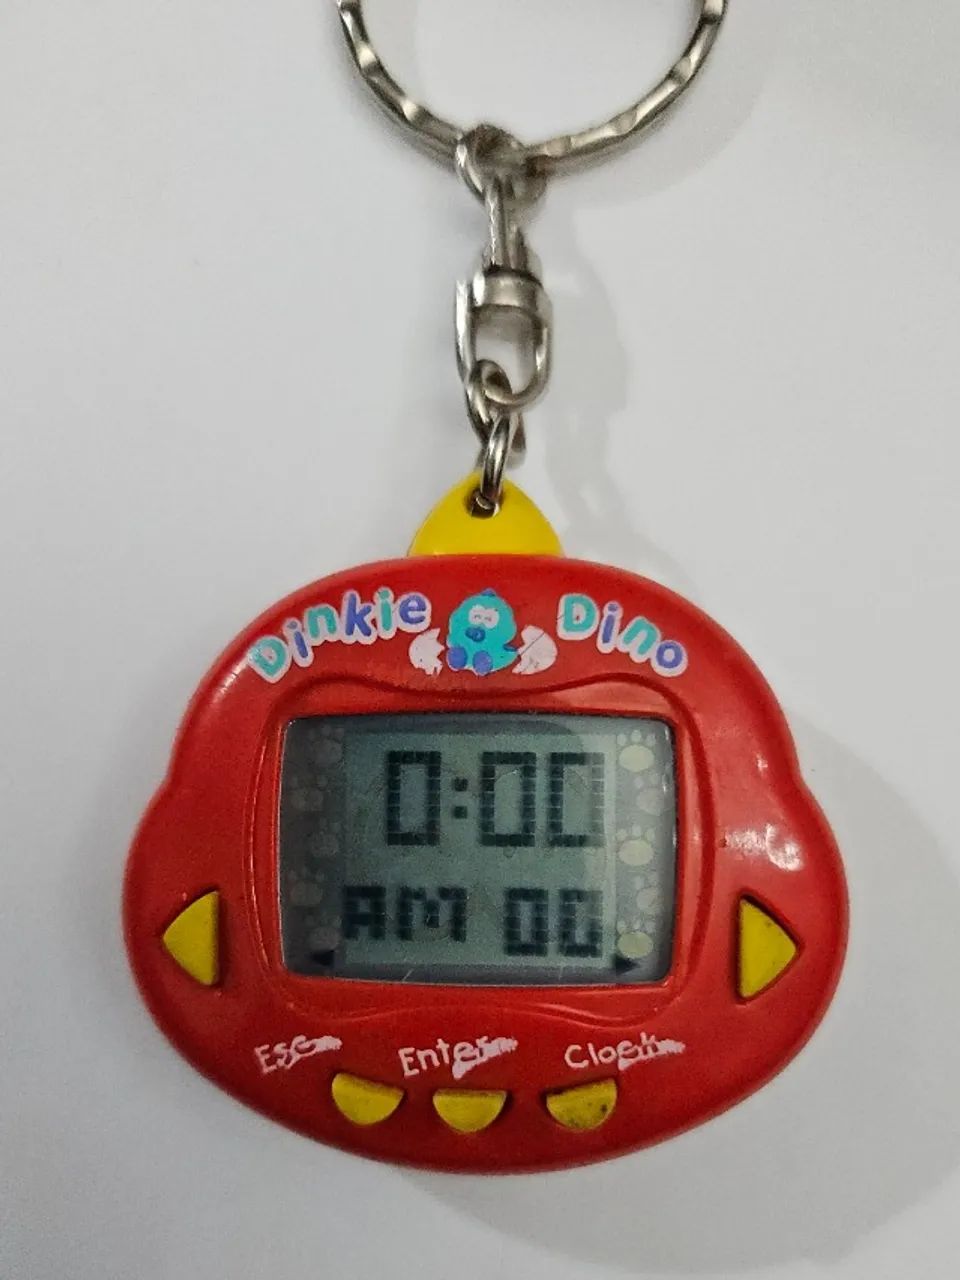 Dinkie Dino
0:00
AM 00
Esc Enter Clock